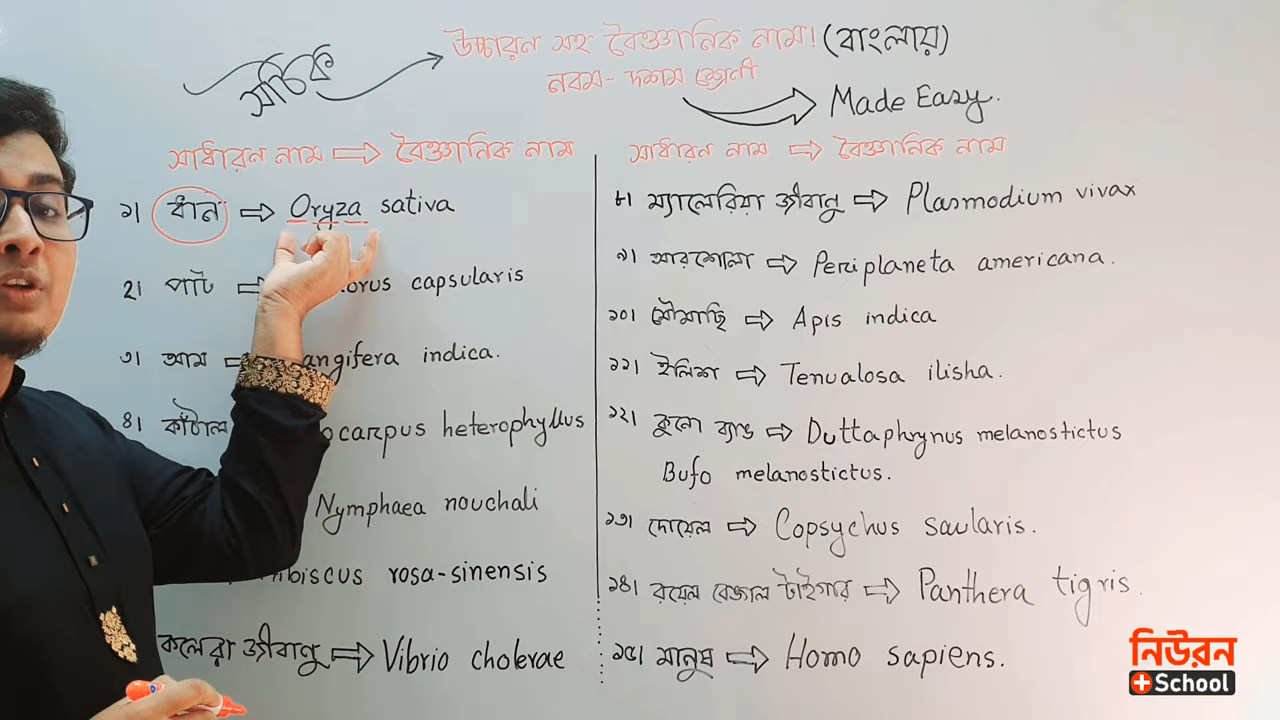 সঠিক
উচ্চারন সহ বৈজ্ঞানিক নাম! (বাংলায়)
নবম- দশম শ্রেণী
Made Easy.
সাধারন নাম ⇨ বৈজ্ঞানিক নাম
১। ধান ⇨ Oryza sativa
২। পাট ⇨ orus capsularis
৩। আম ⇨ angifera indica.
৪। কাঁঠাল ocarpus heterophyllus
Nymphaea nouchali
ibiscus rosa-sinensis
কলেরা জীবানু ⇨ Vibrio cholerae
সাধারন নাম ⇨ বৈজ্ঞানিক নাম
৮। ম্যালেরিয়া জীবানু ⇨ Plasmodium vivax
৯। আরশোলা ⇨ Periplaneta americana.
১০। মৌমাছি ⇨ Apis indica
১১। ইলিশ ⇨ Tenualosa ilisha.
১২। কুনো ব্যাঙ ⇨ Duttaphrynus melanostictus
Bufo melanostictus.
১৩। দোয়েল ⇨ Copsychus saularis.
১৪। রয়েল বেঙ্গল টাইগার ⇨ Panthera tigris.
১৫। মানুষ ⇨ Homo sapiens.
নিউরন
School